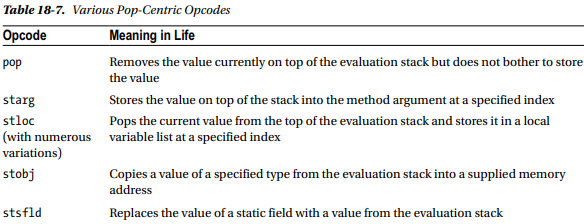 Table 18-7. Various Pop-Centric Opcodes
Opcode Meaning in Life
pop Removes the value currently on top of the evaluation stack but does not bother to store
the value
starg Stores the value on top of the stack into the method argument at a specified index
stloc Pops the current value from the top of the evaluation stack and stores it in a local
(with numerous variable list at a specified index
variations)
stobj Copies a value of a specified type from the evaluation stack into a supplied memory
address
stsfld Replaces the value of a static field with a value from the evaluation stack